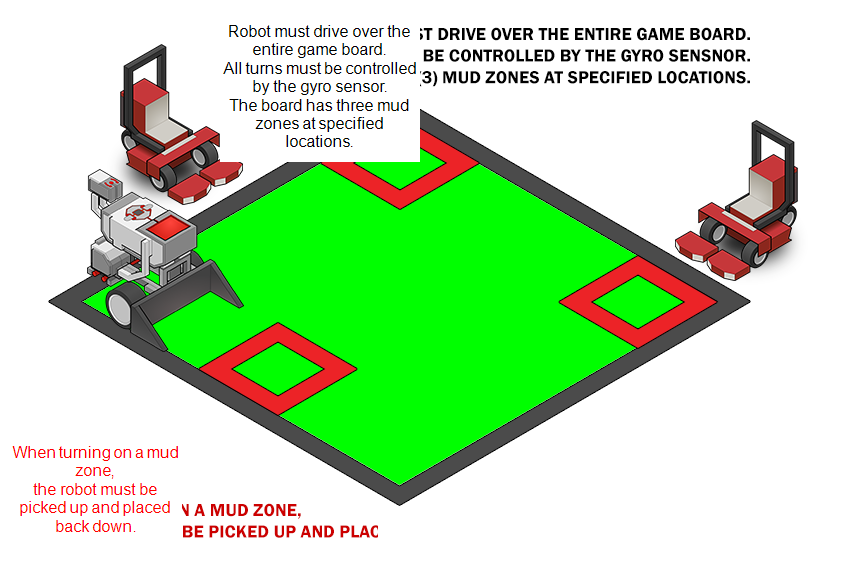 Robot must drive over the
entire game board.
All turns must be controlled
by the gyro sensor.
The board has three mud
zones at specified
locations.
ST DRIVE OVER THE ENTIRE GAME BOARD.
BE CONTROLLED BY THE GYRO SENSNOR.
(3) MUD ZONES AT SPECIFIED LOCATIONS.
When turning on a mud
zone,
the robot must be
picked up and placed
back down.
N A MUD ZONE,
BE PICKED UP AND PLAC